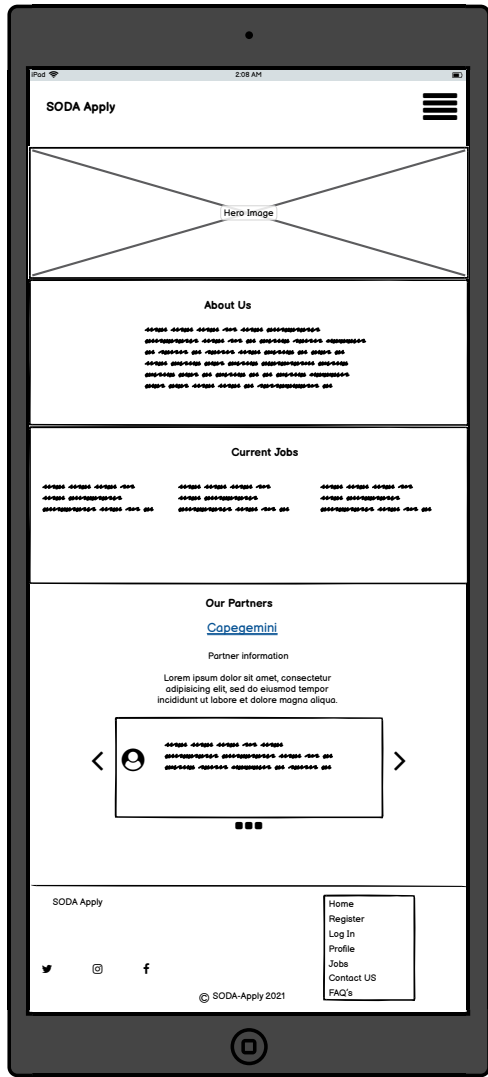 iPad
2:08 AM
SODA Apply
Hero Image
About Us
Current Jobs
Our Partners
Capegemini
Partner information
Lorem ipsum dolor sit amet, consectetur
adipisicing elit, sed do eiusmod tempor
incididunt ut labore et dolore magna aliqua.
SODA Apply
Home
Register
Log In
Profile
Jobs
Contact US
FAQ's
© SODA-Apply 2021